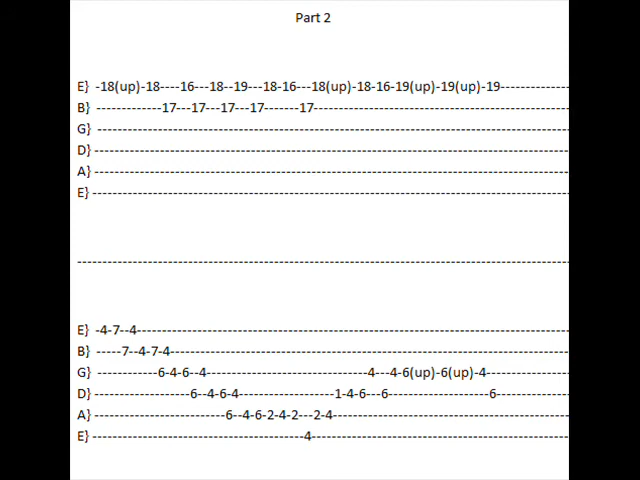 Part 2
E} -18(up)-18----16---18--19---18-16---18(up)-18-16-19(up)-19(up)-19--------------
B} -------------17---17---17---17-------17---------------------------------------------------
G} -----------------------------------------------------------------------------------------------
D} -----------------------------------------------------------------------------------------------
A} -----------------------------------------------------------------------------------------------
E} -----------------------------------------------------------------------------------------------
---------------------------------------------------------------------------------------------------
E} -4-7--4---------------------------------------------------------------------------------------
B} -----7--4-7-4--------------------------------------------------------------------------------
G} ------------6-4-6--4--------------------------------4---4-6(up)-6(up)-4----------------
D} -------------------6--4-6-4-------------------1-4-6---6--------------------6--------------
A} --------------------------6--4-6-2-4-2---2-4-----------------------------------------------
E} ------------------------------------------4---------------------------------------------------